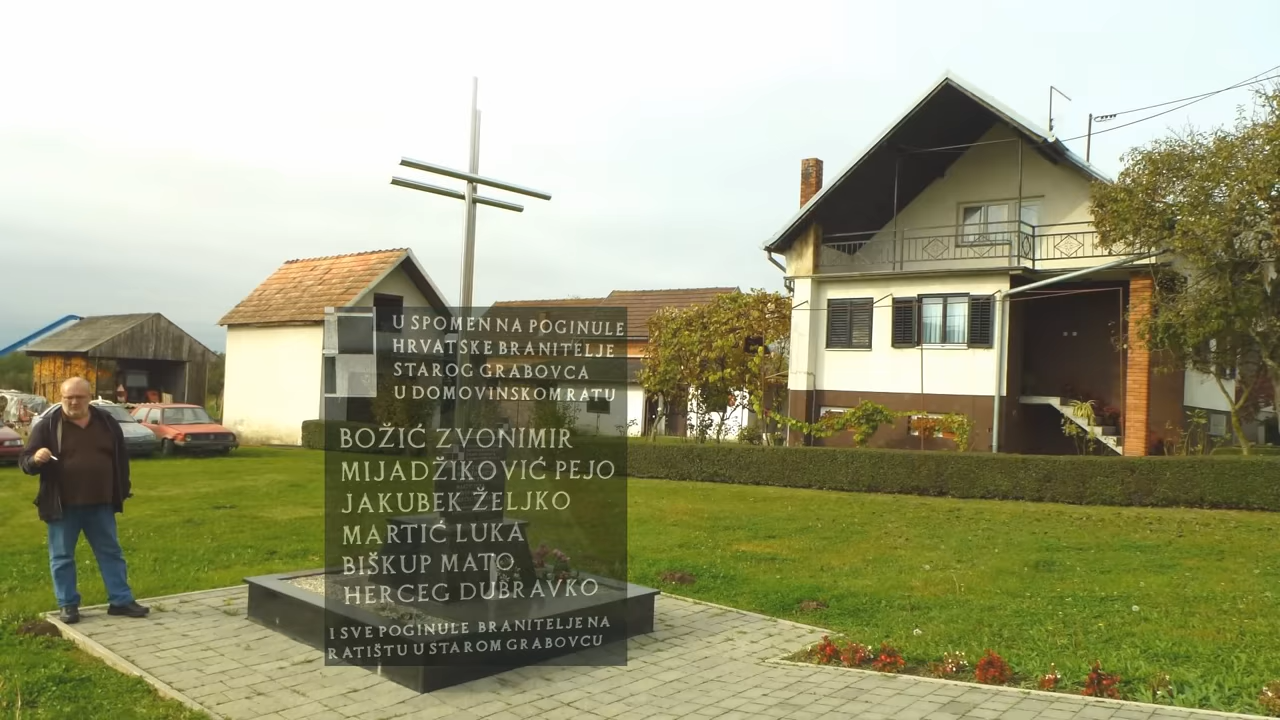 U SPOMEN NA POGINULE
HRVATSKE BRANITELJE
STAROG GRABOVCA
U DOMOVINSKOM RATU
BOŽIĆ ZVONIMIR
MIJADŽIKOVIĆ PEJO
JAKUBEK ŽELJKO
MARTIĆ LUKA
BIŠKUP MATO
HERCEG DUBRAVKO
I SVE POGINULE BRANITELJE NA
RATIŠTU U STAROM GRABOVCU